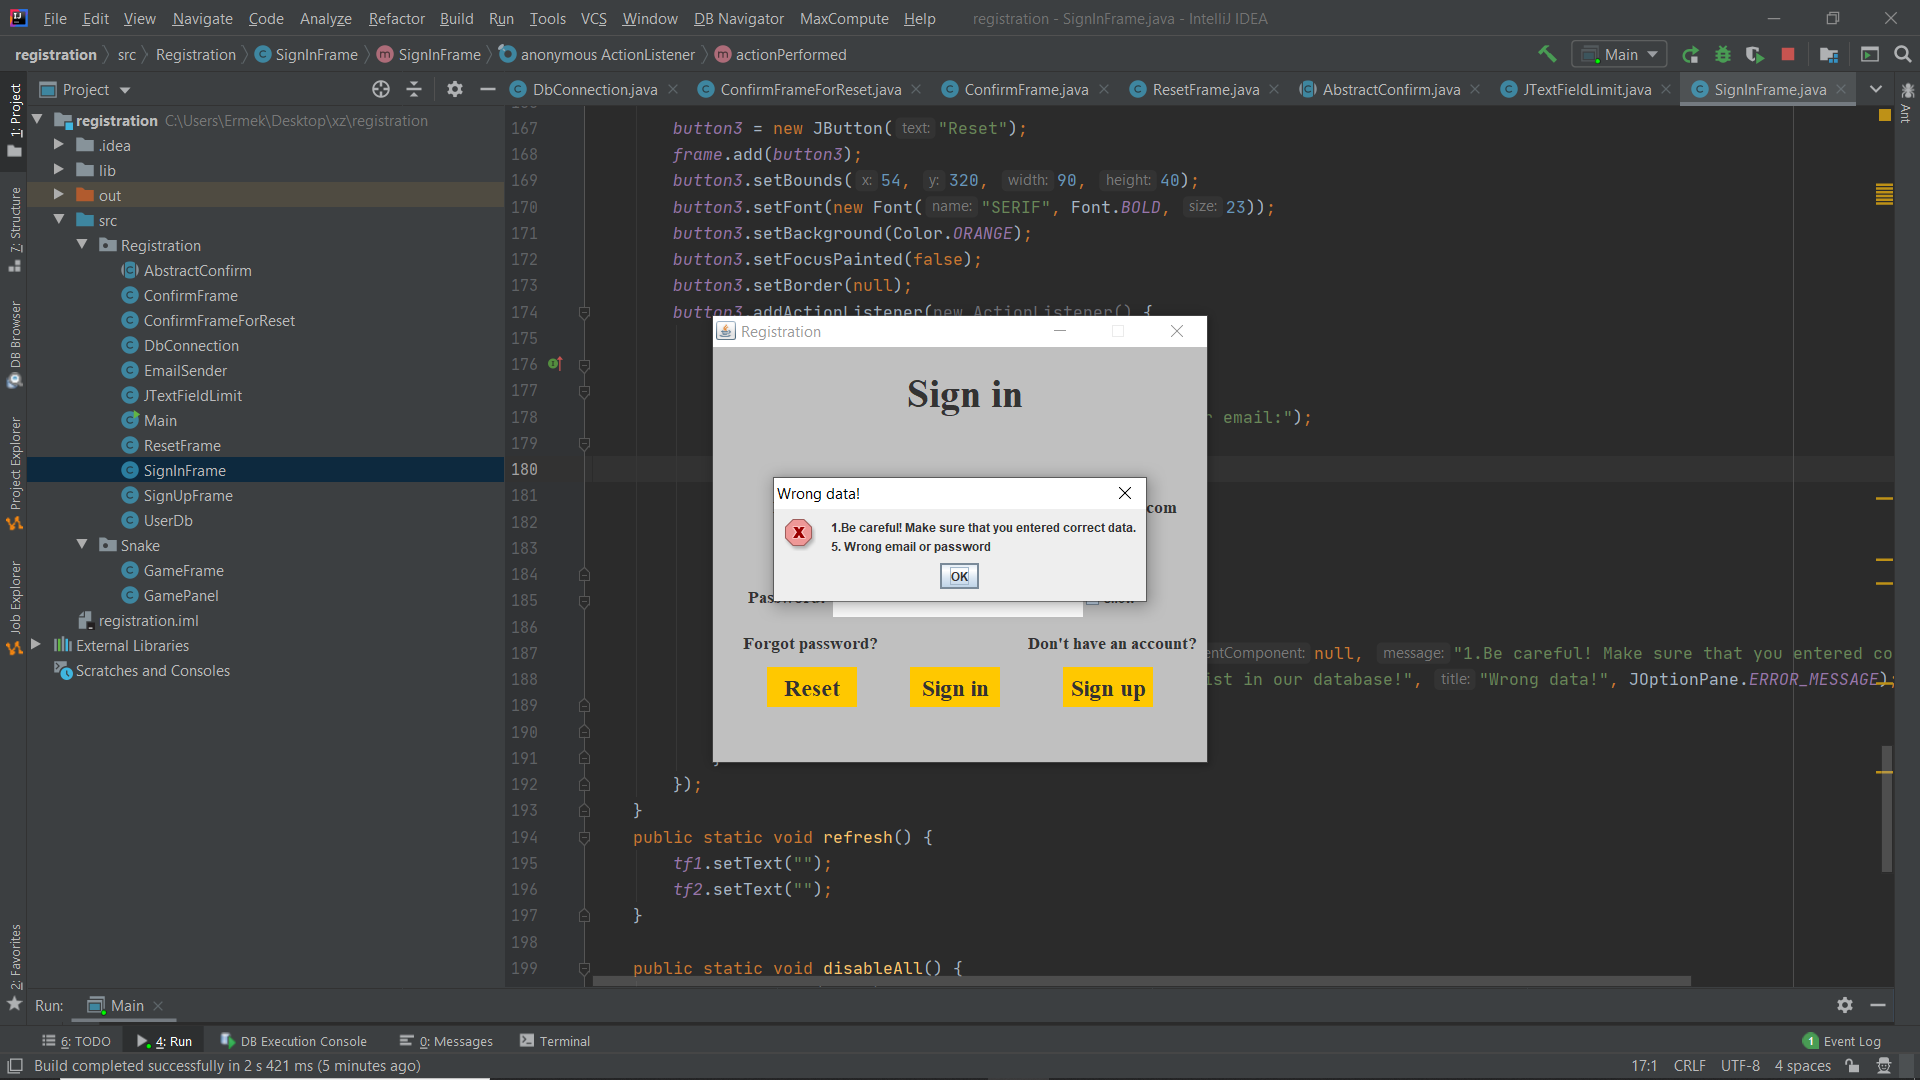 File Edit View Navigate Code Analyze Refactor Build Run Tools VCS Window DB Navigator MaxCompute Help registration - SignInFrame.java - IntelliJ IDEA
registration src Registration SignInFrame SignInFrame anonymous ActionListener actionPerformed Main
1: Project
7: Structure
DB Browser
Project Explorer
Job Explorer
2: Favorites
Ant
Project
registration C:\Users\Ermek\Desktop\xz\registration
.idea
lib
out
src
Registration
AbstractConfirm
ConfirmFrame
ConfirmFrameForReset
DbConnection
EmailSender
JTextFieldLimit
Main
ResetFrame
SignInFrame
SignUpFrame
UserDb
Snake
GameFrame
GamePanel
registration.iml
External Libraries
Scratches and Consoles
DbConnection.java ConfirmFrameForReset.java ConfirmFrame.java ResetFrame.java AbstractConfirm.java JTextFieldLimit.java SignInFrame.java
167 button3 = new JButton( text: "Reset");
168 frame.add(button3);
169 button3.setBounds( x: 54, y: 320, width: 90, height: 40);
170 button3.setFont(new Font( name: "SERIF", Font.BOLD, size: 23));
171 button3.setBackground(Color.ORANGE);
172 button3.setFocusPainted(false);
173 button3.setBorder(null);
174 button3.addActionListener(new ActionListener() {
175
176
177
178 email:");
179
180
181
182
183
184
185
186
187 entComponent: null, message: "1.Be careful! Make sure that you entered co
188 ist in our database!", title: "Wrong data!", JOptionPane.ERROR_MESSAGE);
189
190
191 }
192 });
193 }
194 public static void refresh() {
195 tf1.setText("");
196 tf2.setText("");
197 }
198
199 public static void disableAll() {
Registration
Sign in
com
Wrong data!
1.Be careful! Make sure that you entered correct data.
5. Wrong email or password
OK
Forgot password? Don't have an account?
Reset Sign in Sign up
Run: Main
6: TODO 4: Run DB Execution Console 0: Messages Terminal 1 Event Log
Build completed successfully in 2 s 421 ms (5 minutes ago) 17:1 CRLF UTF-8 4 spaces